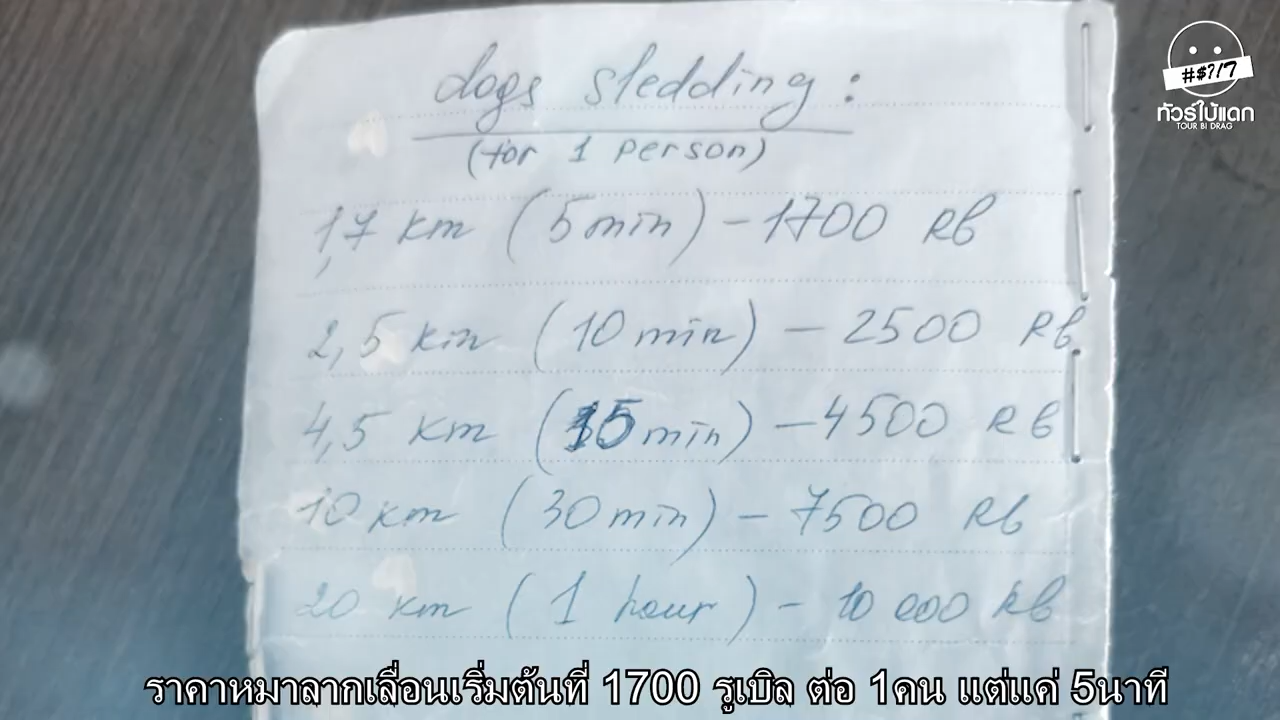 #$?!7
ทัวร์ใบ้แดก
TOUR BI DRAG
dogs sledding :
(for 1 person)
1,7 km (5 min) - 1700 Rb
2,5 km (10 min) - 2500 Rb
4,5 km (15 min) - 4500 Rb
10 km (30 min) - 7500 Rb
20 km (1 hour) - 10 000 Rb
ราคาหมาลากเลื่อนเริ่มต้นที่ 1700 รูเบิล ต่อ 1คน แต่แค่ 5นาที